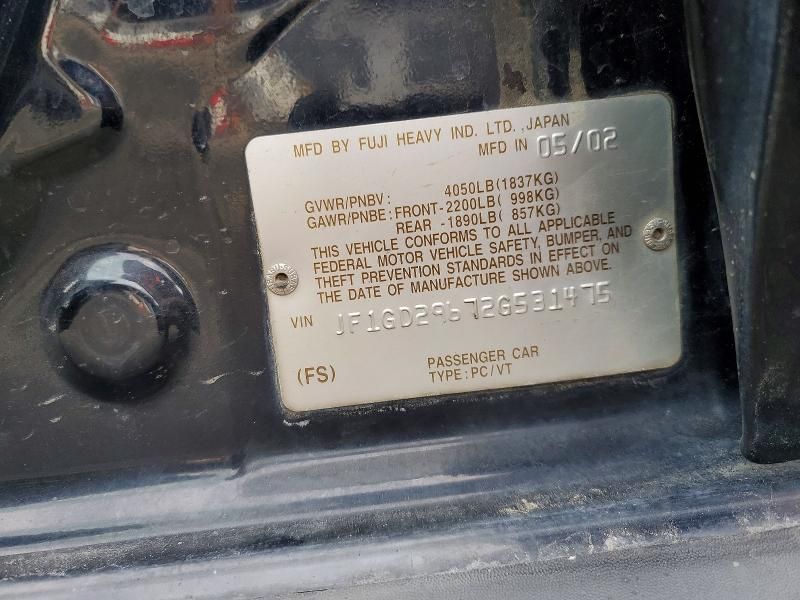 MFD BY FUJI HEAVY IND. LTD., JAPAN
MFD IN 05/02
GVWR/PNBV: 4050LB(1837KG)
GAWR/PNBE: FRONT-2200LB( 998KG)
REAR -1890LB( 857KG)
THIS VEHICLE CONFORMS TO ALL APPLICABLE
FEDERAL MOTOR VEHICLE SAFETY, BUMPER, AND
THEFT PREVENTION STANDARDS IN EFFECT ON
THE DATE OF MANUFACTURE SHOWN ABOVE.
VIN JF1GD29672G531475
(FS) PASSENGER CAR
TYPE: PC/VT